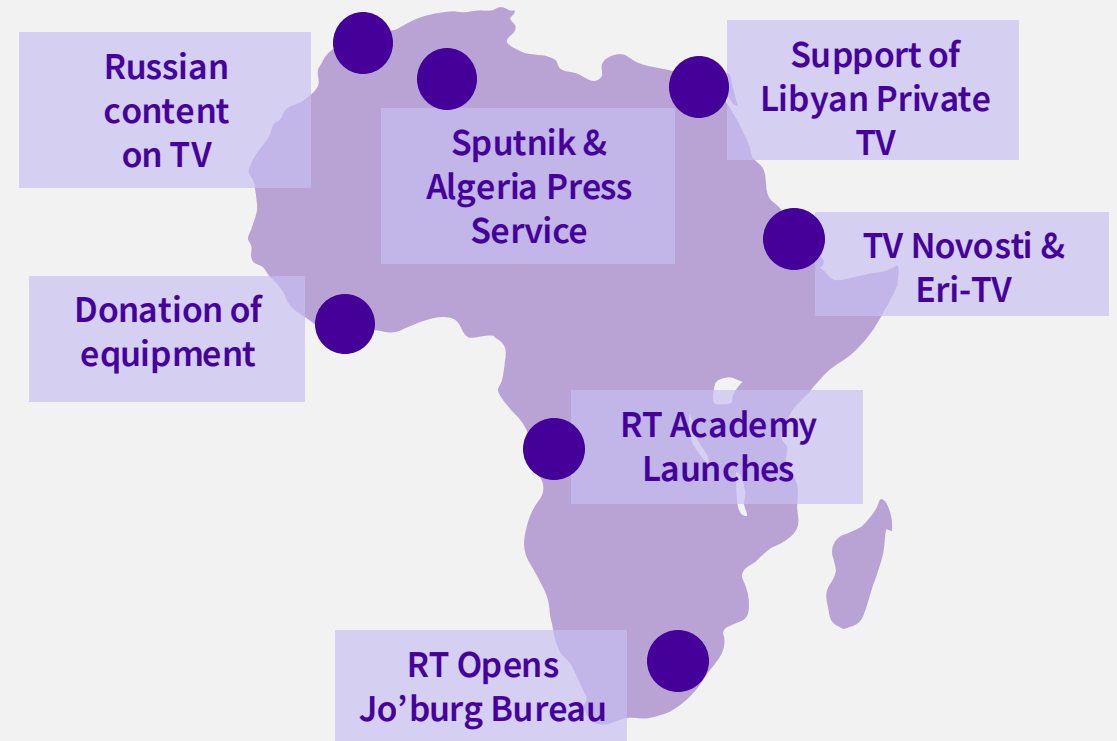 Russian
content
on TV
Sputnik &
Algeria Press
Service
Support of
Libyan Private
TV
TV Novosti &
Eri-TV
Donation of
equipment
RT Academy
Launches
RT Opens
Jo’burg Bureau